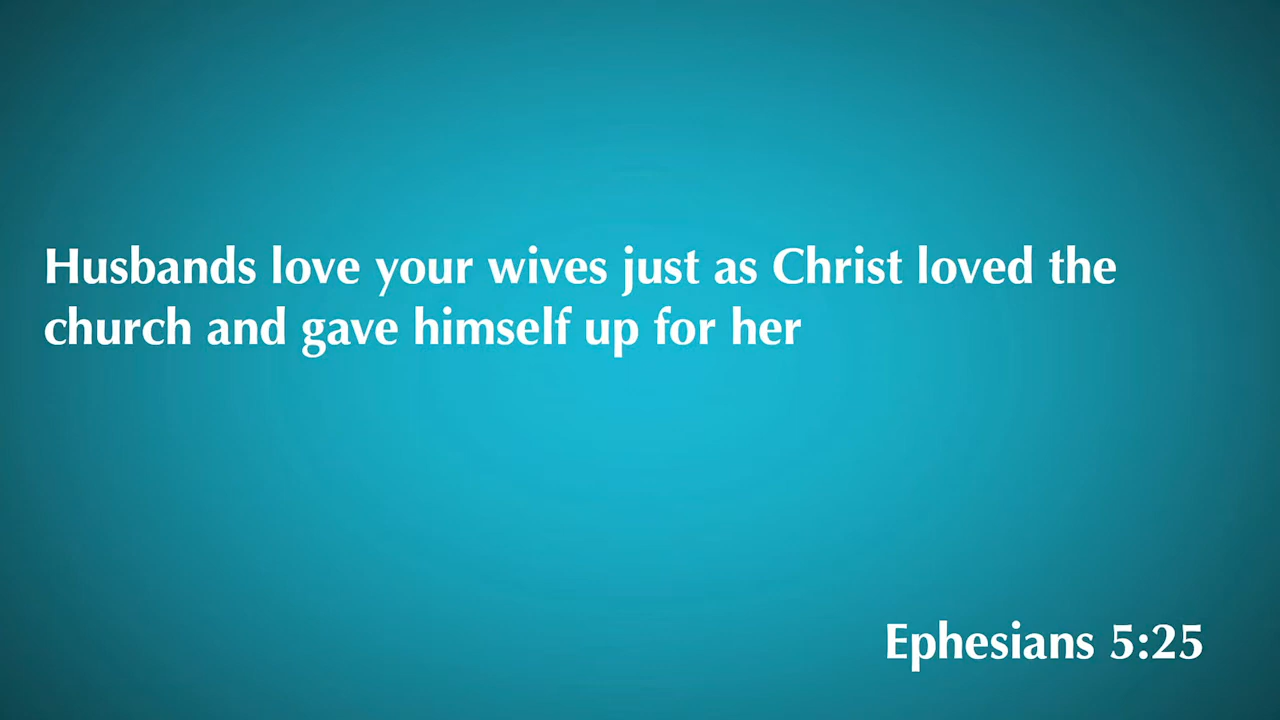 Husbands love your wives just as Christ loved the
church and gave himself up for her
Ephesians 5:25